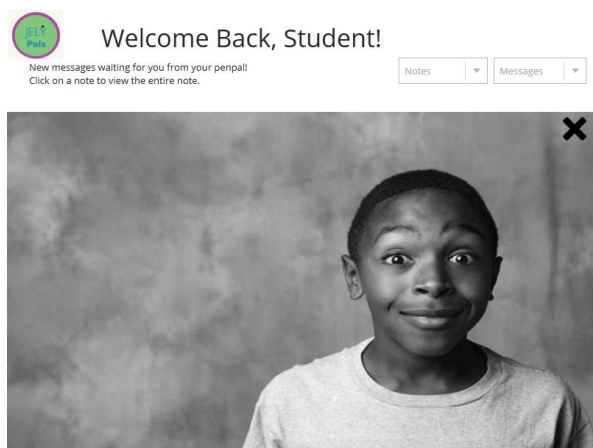 JELY
Pals
Welcome Back, Student!
New messages waiting for you from your penpal!
Click on a note to view the entire note.
Notes
Messages